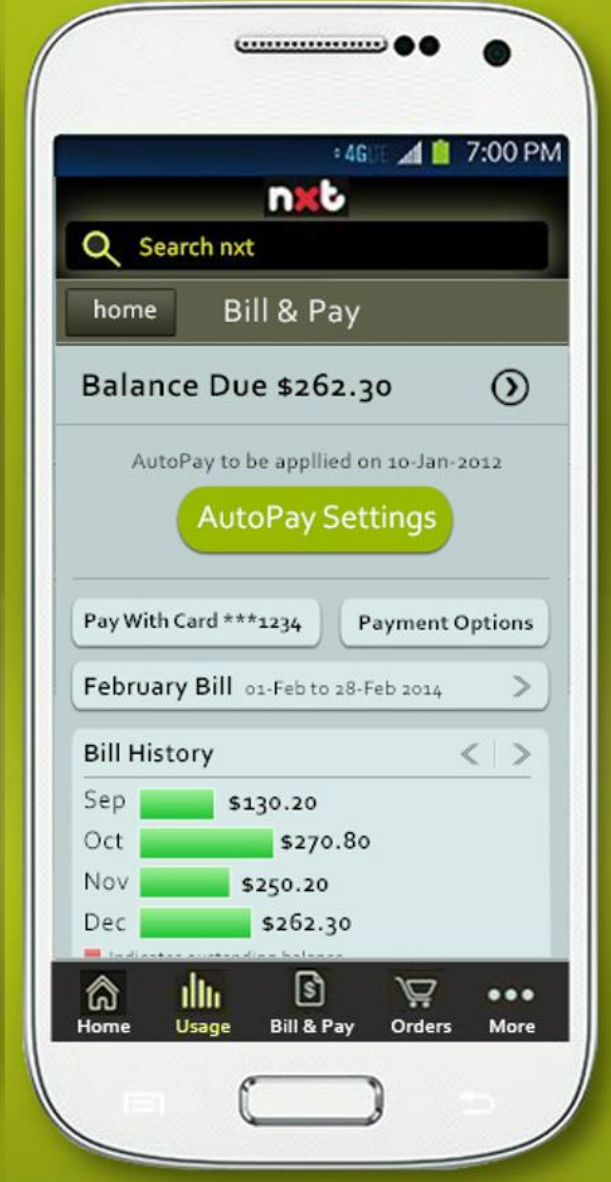 4G LTE 7:00 PM
nxt
Search nxt
home Bill & Pay
Balance Due $262.30
AutoPay to be appllied on 10-Jan-2012
AutoPay Settings
Pay With Card ***1234 Payment Options
February Bill 01-Feb to 28-Feb 2014
Bill History
Sep $130.20
Oct $270.80
Nov $250.20
Dec $262.30
Home Usage Bill & Pay Orders More